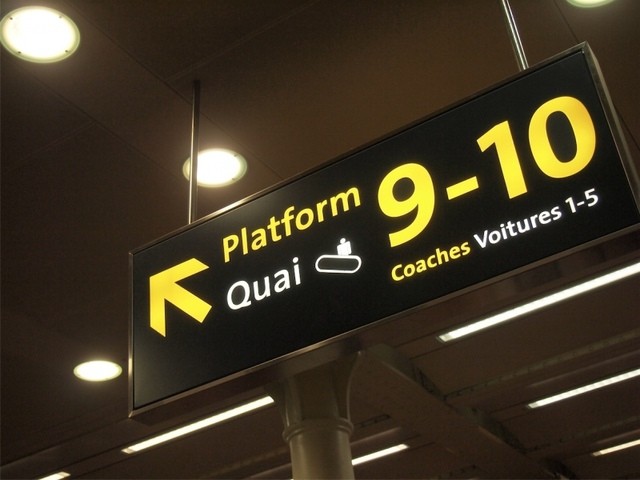 Platform 9-10
Quai
Coaches Voitures 1-5